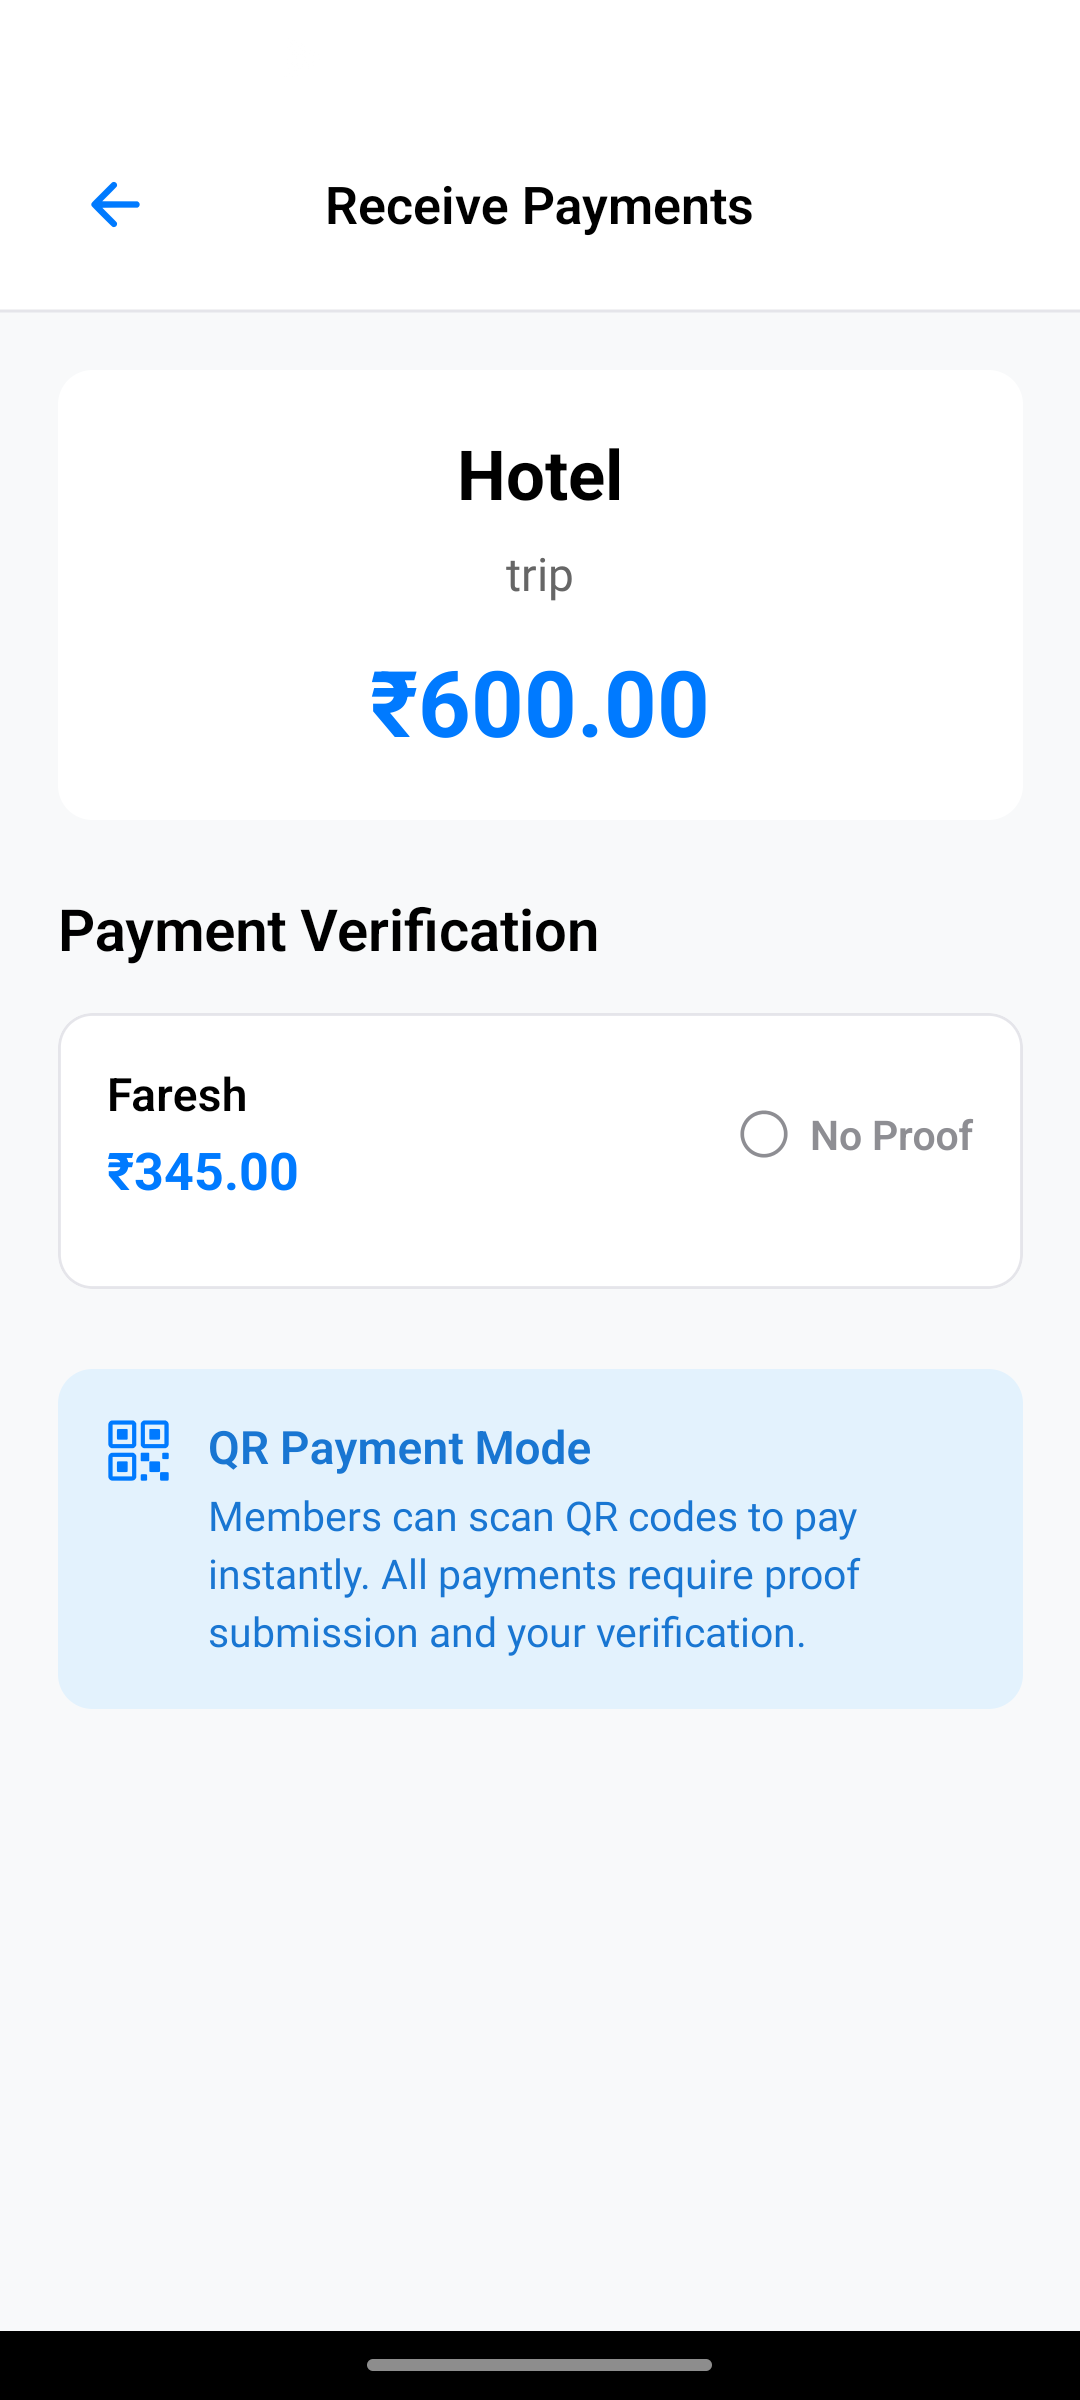 Receive Payments
Hotel
trip
₹600.00
Payment Verification
Faresh
₹345.00
No Proof
QR Payment Mode
Members can scan QR codes to pay
instantly. All payments require proof
submission and your verification.